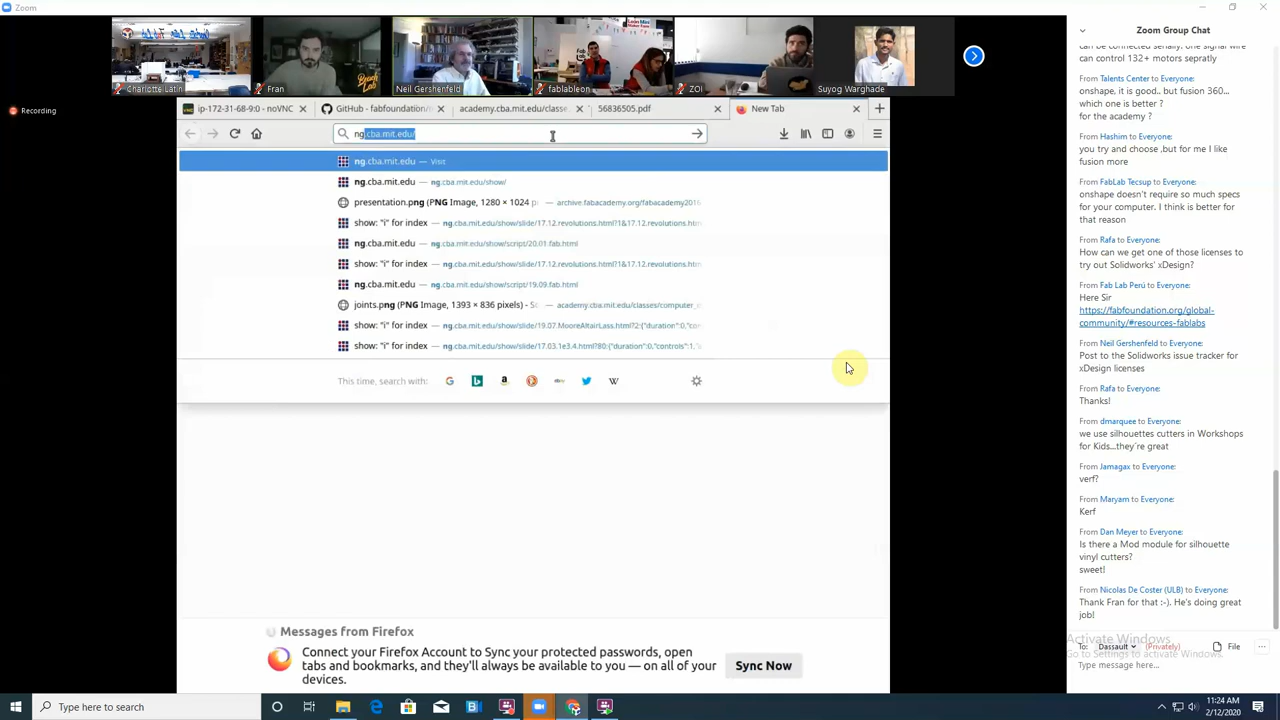 Zoom
Charlotte Latin
Fran
Neil Gershenfeld
fablableon
ZOI
Suyog Warghade
Recording
ip-172-31-68-9:0 - noVNC
GitHub - fabfoundation/
academy.cba.mit.edu/classe
56836505.pdf
New Tab
ng.cba.mit.edu/
ng.cba.mit.edu — Visit
ng.cba.mit.edu — ng.cba.mit.edu/show/
presentation.png (PNG Image, 1280 × 1024 p — archive.fabacademy.org/fabacademy201
show: "i" for index — ng.cba.mit.edu/show/slide/17.12.revolutions.html?1&17.12.revolutions.htm
ng.cba.mit.edu — ng.cba.mit.edu/show/script/20.01.fab.html
show: "i" for index — ng.cba.mit.edu/show/slide/17.12.revolutions.html?1&17.12.revolutions.htm
ng.cba.mit.edu — ng.cba.mit.edu/show/script/19.09.fab.html
joints.png (PNG Image, 1393 × 836 pixels) - Sc — academy.cba.mit.edu/classes/computer_
show: "i" for index — ng.cba.mit.edu/show/slide/19.07.MooreAltairLass.html?2:{"duration":0,"co
show: "i" for index — ng.cba.mit.edu/show/slide/17.03.1e3.4.html?80:{"duration":0,"controls":1,
This time, search with:
Messages from Firefox
Connect your Firefox Account to Sync your protected passwords, open
tabs and bookmarks, and they'll always be available to you — on all of your
devices.
Sync Now
Zoom Group Chat
can be connected serially. one signal wire
can control 132+ motors sepratly
From Talents Center to Everyone:
onshape, it is good.. but fusion 360...
which one is better ?
for the academy ?
From Hashim to Everyone:
you try and choose ,but for me I like
fusion more
From FabLab Tecsup to Everyone:
onshape doesn't require so much specs
for your computer. I think is better for
that reason
From Rafa to Everyone:
How can we get one of those licenses to
try out Solidworks' xDesign?
From Fab Lab Perú to Everyone:
Here Sir
https://fabfoundation.org/global-
community/#resources-fablabs
From Neil Gershenfeld to Everyone:
Post to the Solidworks issue tracker for
xDesign licenses
From Rafa to Everyone:
Thanks!
From dmarquee to Everyone:
we use silhouettes cutters in Workshops
for Kids...they´re great
From Jamagax to Everyone:
verf?
From Maryam to Everyone:
Kerf
From Dan Meyer to Everyone:
Is there a Mod module for silhouette
vinyl cutters?
sweet!
From Nicolas De Coster (ULB) to Everyone:
Thank Fran for that :-). He's doing great
job!
Activate Windows
Go to Settings to activate Windows.
To: Dassault (Privately) File ...
Type message here...
Type here to search
11:24 AM
2/12/2020